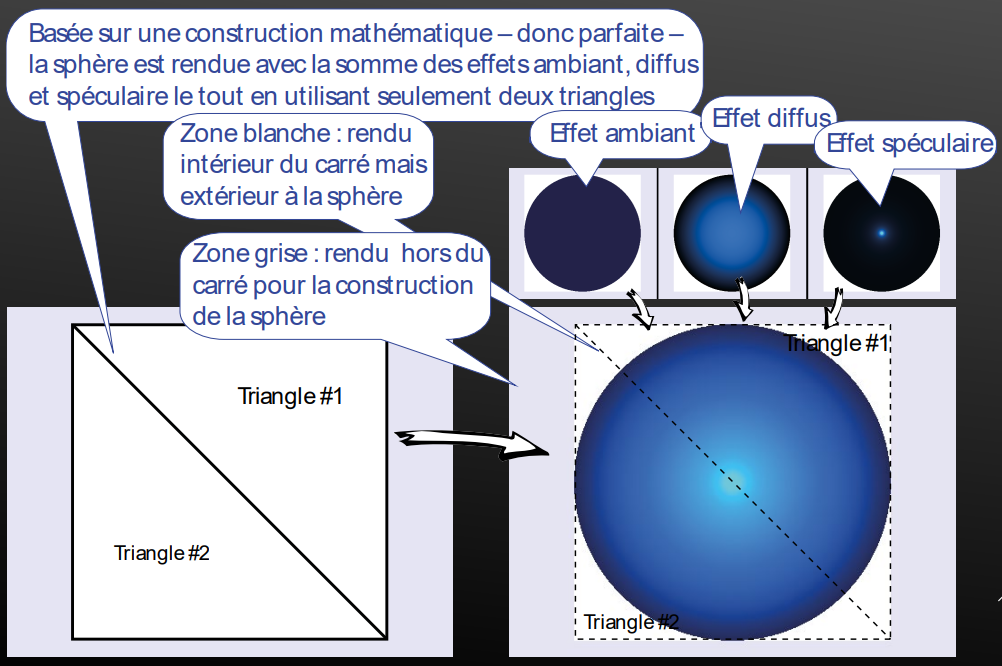 Basée sur une construction mathématique – donc parfaite –
la sphère est rendue avec la somme des effets ambiant, diffus
et spéculaire le tout en utilisant seulement deux triangles
Zone blanche : rendu
intérieur du carré mais
extérieur à la sphère
Effet ambiant
Effet diffus
Effet spéculaire
Zone grise : rendu hors du
carré pour la construction
de la sphère
Triangle #1
Triangle #2
Triangle #1
Triangle #2